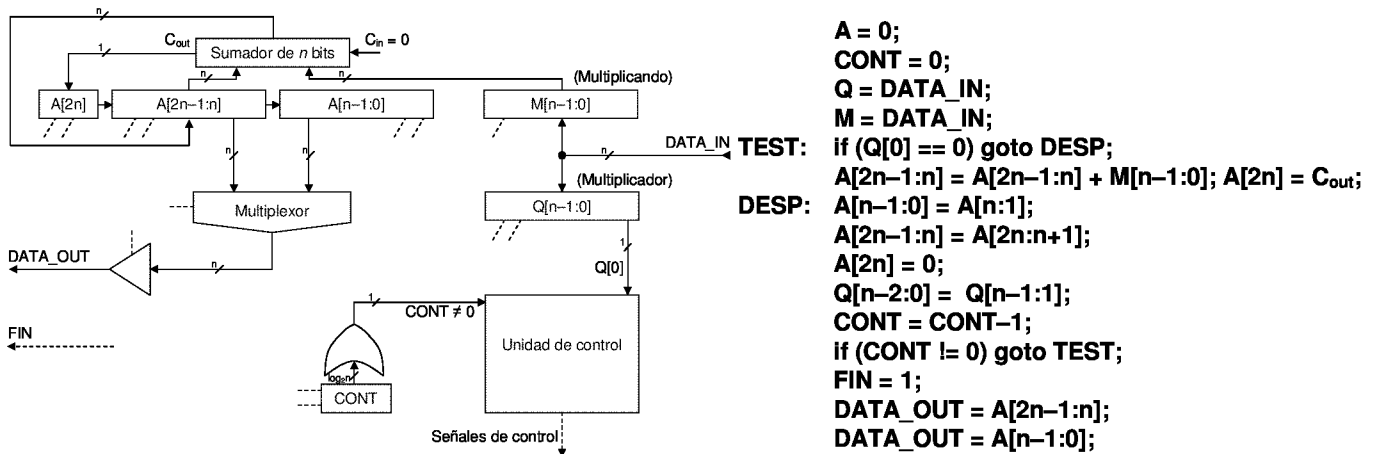 n
1
C_out
Sumador de n bits
C_in = 0
n
n
(Multiplicando)
A[2n]
A[2n–1:n]
A[n–1:0]
M[n–1:0]
n
n
n
DATA_IN
(Multiplicador)
Multiplexor
Q[n–1:0]
DATA_OUT
n
1
Q[0]
1
CONT ≠ 0
FIN
Unidad de control
log₂n
CONT
Señales de control
A = 0;
CONT = 0;
Q = DATA_IN;
M = DATA_IN;
TEST: if (Q[0] == 0) goto DESP;
A[2n–1:n] = A[2n–1:n] + M[n–1:0]; A[2n] = C_out;
DESP: A[n–1:0] = A[n:1];
A[2n–1:n] = A[2n:n+1];
A[2n] = 0;
Q[n–2:0] = Q[n–1:1];
CONT = CONT–1;
if (CONT != 0) goto TEST;
FIN = 1;
DATA_OUT = A[2n–1:n];
DATA_OUT = A[n–1:0];